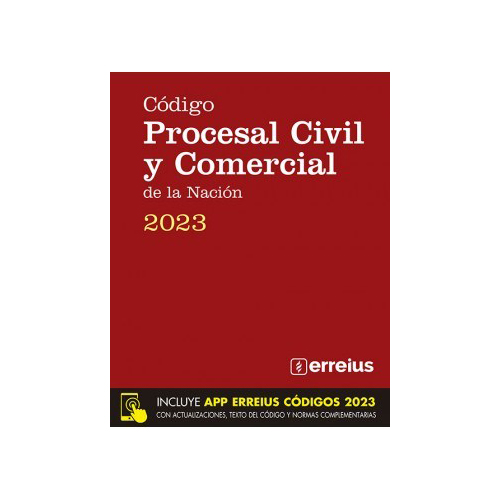 Código
Procesal Civil
y Comercial
de la Nación
2023
erreius
INCLUYE APP ERREIUS CÓDIGOS 2023
CON ACTUALIZACIONES, TEXTO DEL CÓDIGO Y NORMAS COMPLEMENTARIAS